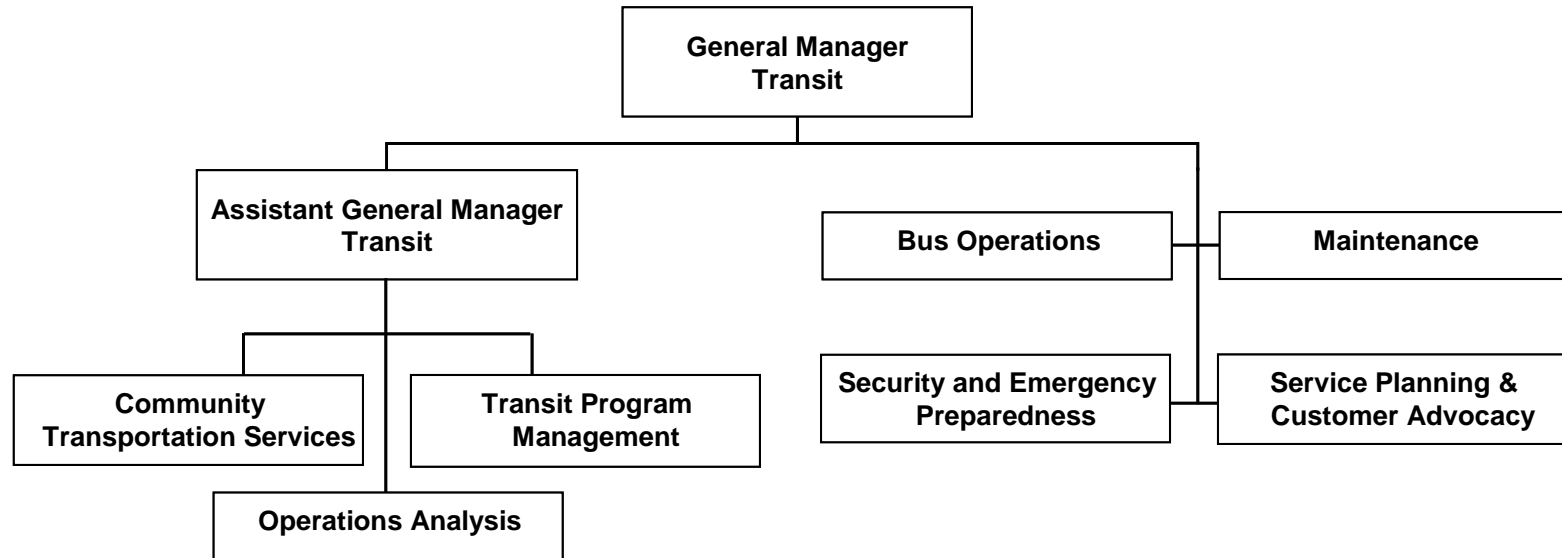 General Manager
Transit
Assistant General Manager
Transit
Bus Operations
Maintenance
Community
Transportation Services
Transit Program
Management
Security and Emergency
Preparedness
Service Planning &
Customer Advocacy
Operations Analysis